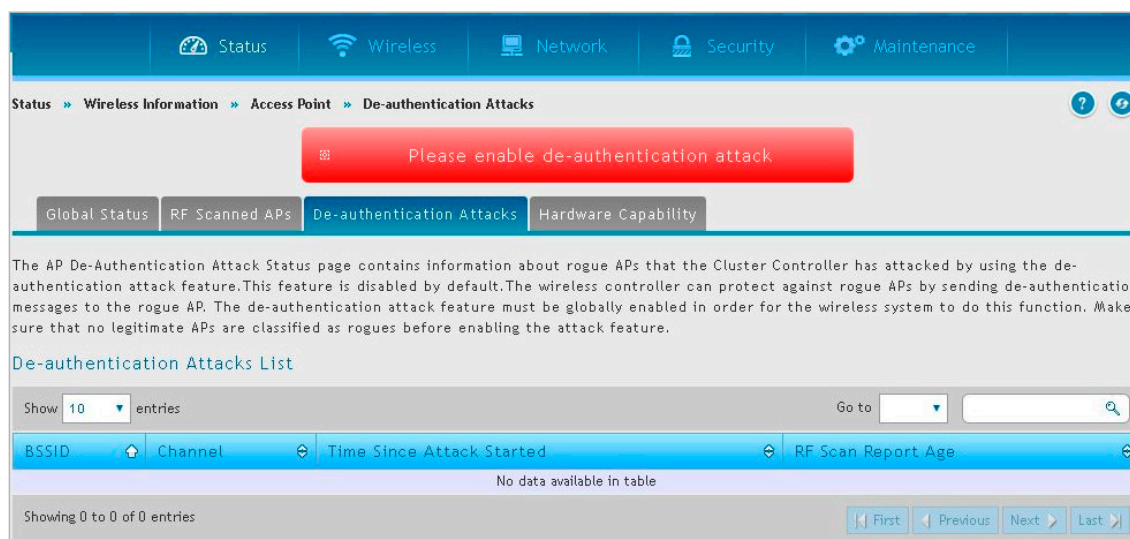 Status Wireless Network Security Maintenance
Status » Wireless Information » Access Point » De-authentication Attacks
?
Please enable de-authentication attack
Global Status RF Scanned APs De-authentication Attacks Hardware Capability
The AP De-Authentication Attack Status page contains information about rogue APs that the Cluster Controller has attacked by using the de-
authentication attack feature.This feature is disabled by default.The wireless controller can protect against rogue APs by sending de-authenticatio
messages to the rogue AP. The de-authentication attack feature must be globally enabled in order for the wireless system to do this function. Make
sure that no legitimate APs are classified as rogues before enabling the attack feature.
De-authentication Attacks List
Show 10 entries Go to
BSSID Channel Time Since Attack Started RF Scan Report Age
No data available in table
Showing 0 to 0 of 0 entries First Previous Next Last